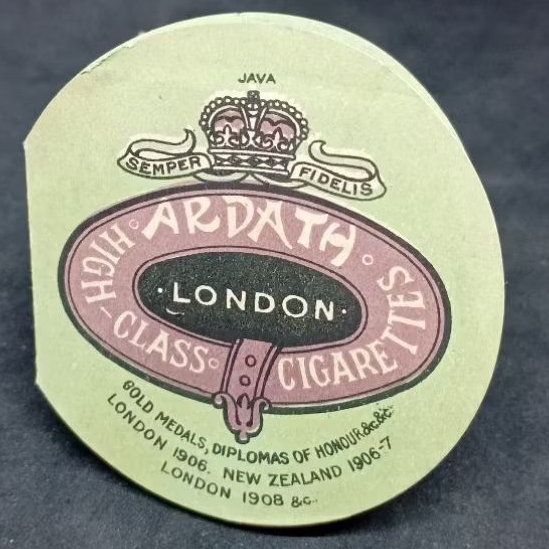 JAVA
SEMPER FIDELIS
ARDATH
LONDON
HIGH-CLASS CIGARETTES
GOLD MEDALS, DIPLOMAS OF HONOUR &c. &c.
LONDON 1906. NEW ZEALAND 1906-7
LONDON 1908 &c.